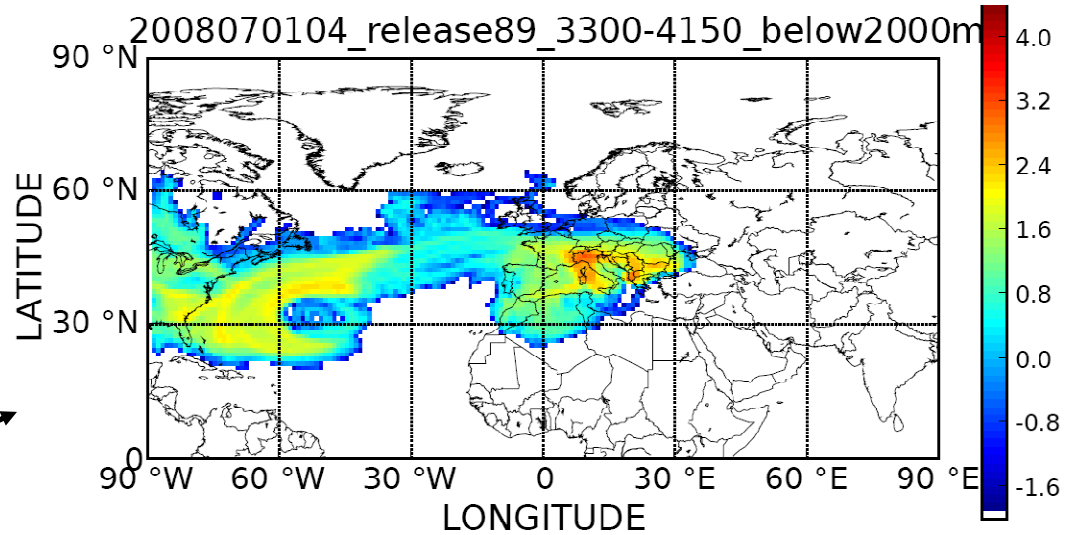 2008070104_release89_3300-4150_below2000m
90 °N
60 °N
30 °N
0
LATITUDE
90 °W 60 °W 30 °W 0 30 °E 60 °E 90 °E
LONGITUDE
4.0
3.2
2.4
1.6
0.8
0.0
-0.8
-1.6